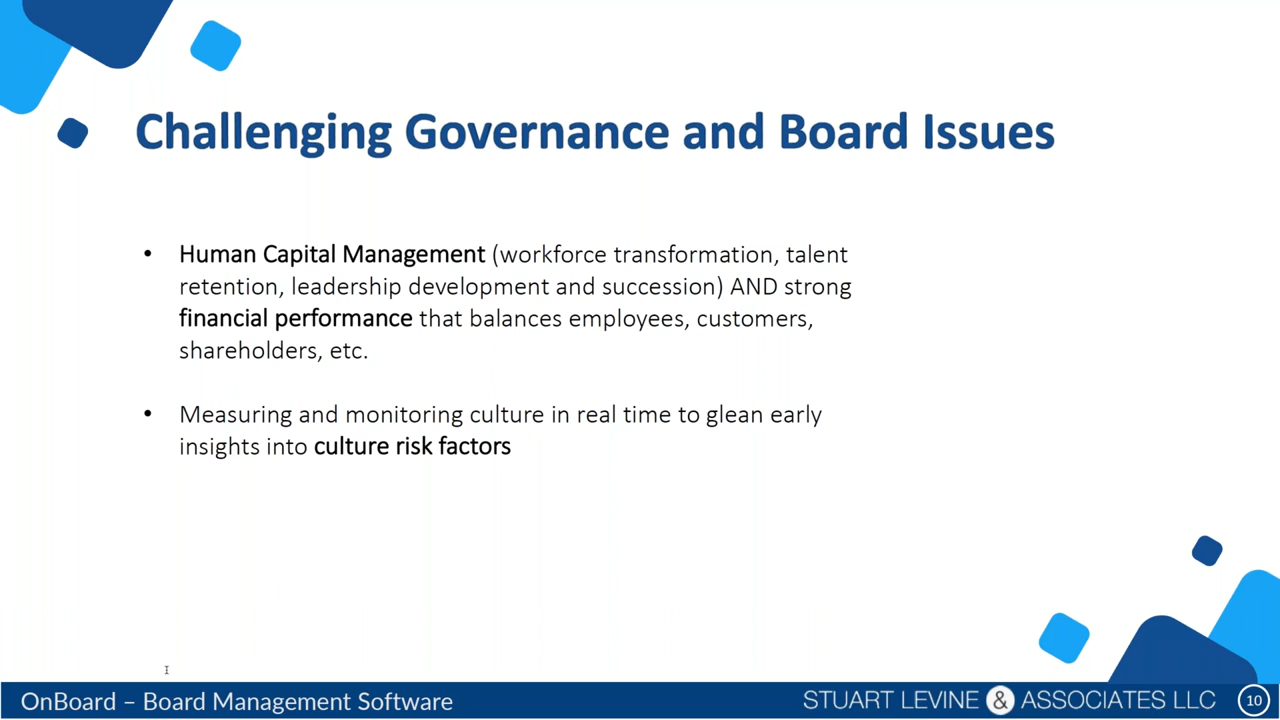 Challenging Governance and Board Issues
• Human Capital Management (workforce transformation, talent
retention, leadership development and succession) AND strong
financial performance that balances employees, customers,
shareholders, etc.
• Measuring and monitoring culture in real time to glean early
insights into culture risk factors
OnBoard – Board Management Software
STUART LEVINE & ASSOCIATES LLC
10